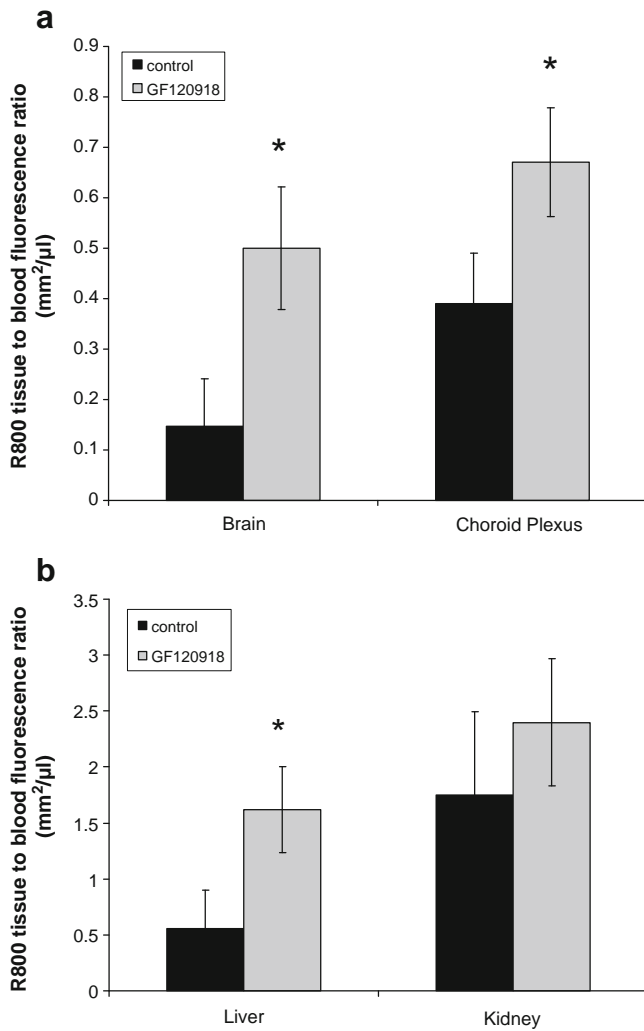 a
R800 tissue to blood fluorescence ratio
(mm²/µl)
0.9
0.8
0.7
0.6
0.5
0.4
0.3
0.2
0.1
0
control
GF120918
*
*
Brain
Choroid Plexus
b
R800 tissue to blood fluorescence ratio
(mm²/µl)
3.5
3
2.5
2
1.5
1
0.5
0
control
GF120918
*
Liver
Kidney